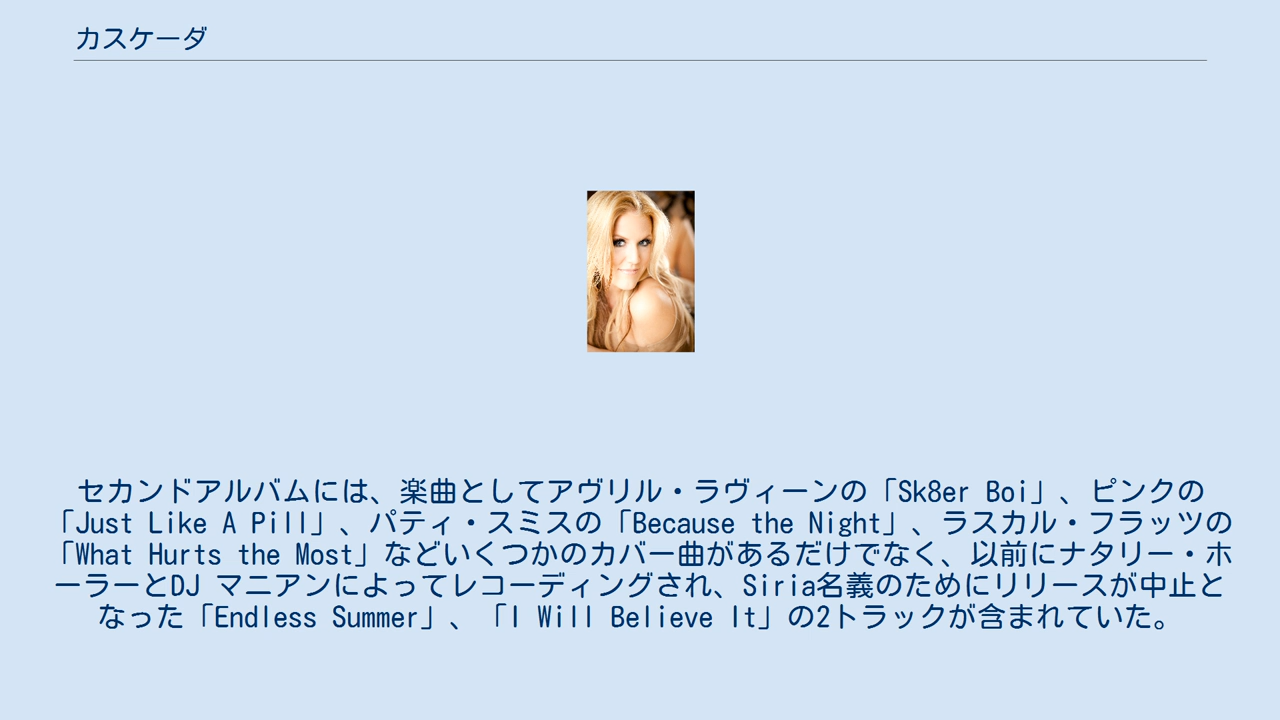 カスケーダ
セカンドアルバムには、楽曲としてアヴリル・ラヴィーンの「Sk8er Boi」、ピンクの
「Just Like A Pill」、パティ・スミスの「Because the Night」、ラスカル・フラッツの
「What Hurts the Most」などいくつかのカバー曲があるだけでなく、以前にナタリー・ホ
ーラーとDJ マニアンによってレコーディングされ、Siria名義のためにリリースが中止と
なった「Endless Summer」、「I Will Believe It」の2トラックが含まれていた。